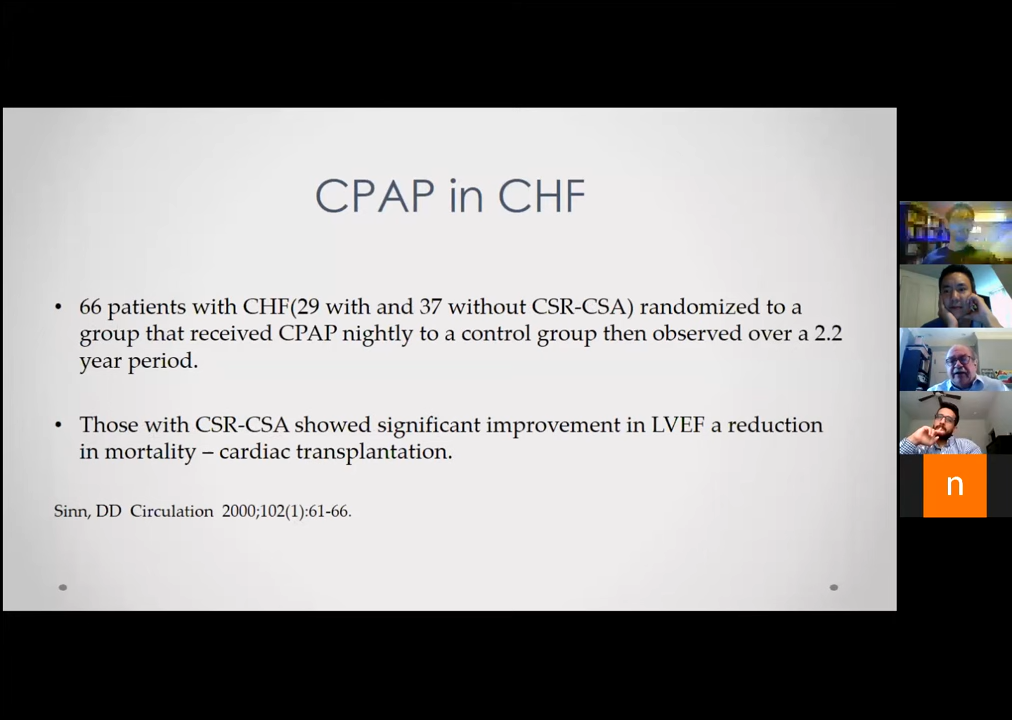 CPAP in CHF
• 66 patients with CHF(29 with and 37 without CSR-CSA) randomized to a
group that received CPAP nightly to a control group then observed over a 2.2
year period.
• Those with CSR-CSA showed significant improvement in LVEF a reduction
in mortality – cardiac transplantation.
Sinn, DD Circulation 2000;102(1):61-66.
n